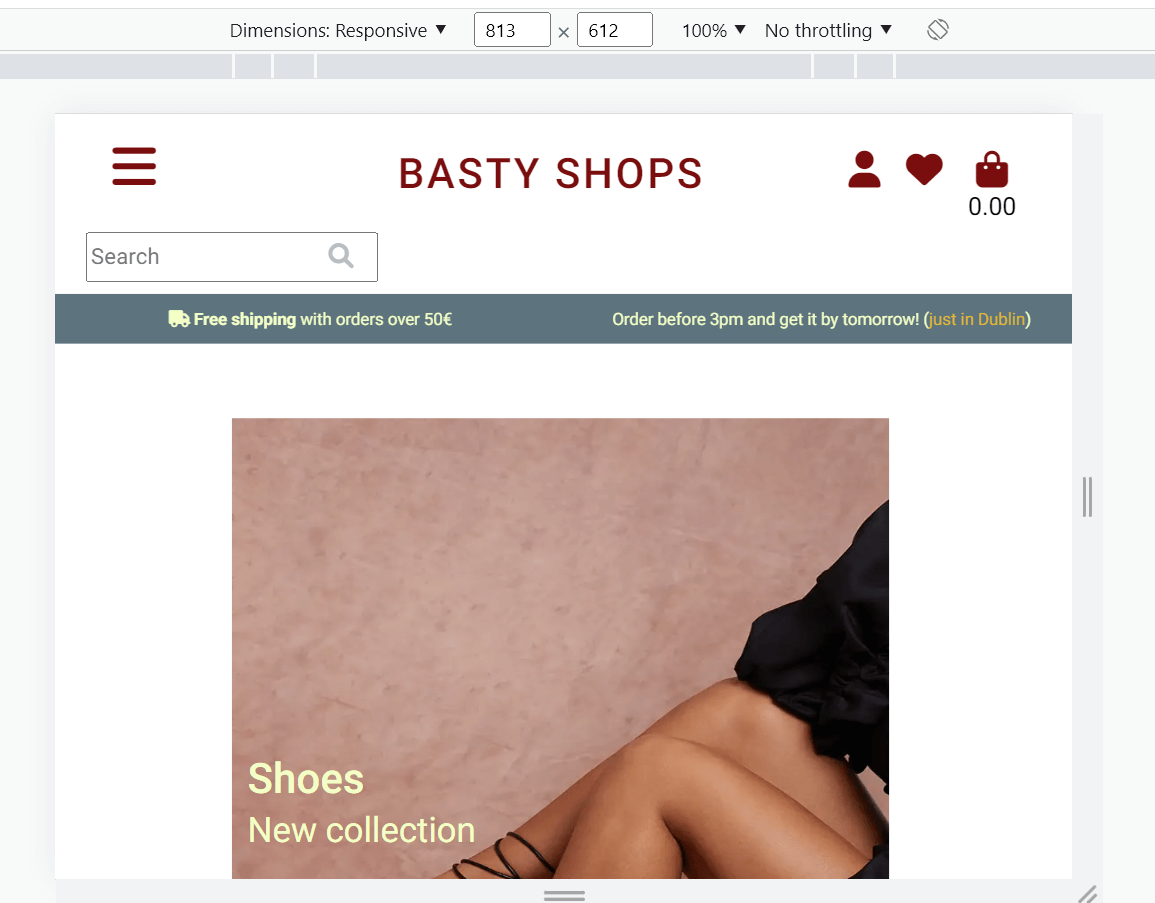 Dimensions: Responsive ▼ 813 × 612 100% ▼ No throttling ▼
BASTY SHOPS
0.00
Search
Free shipping with orders over 50€ Order before 3pm and get it by tomorrow! (just in Dublin)
Shoes
New collection